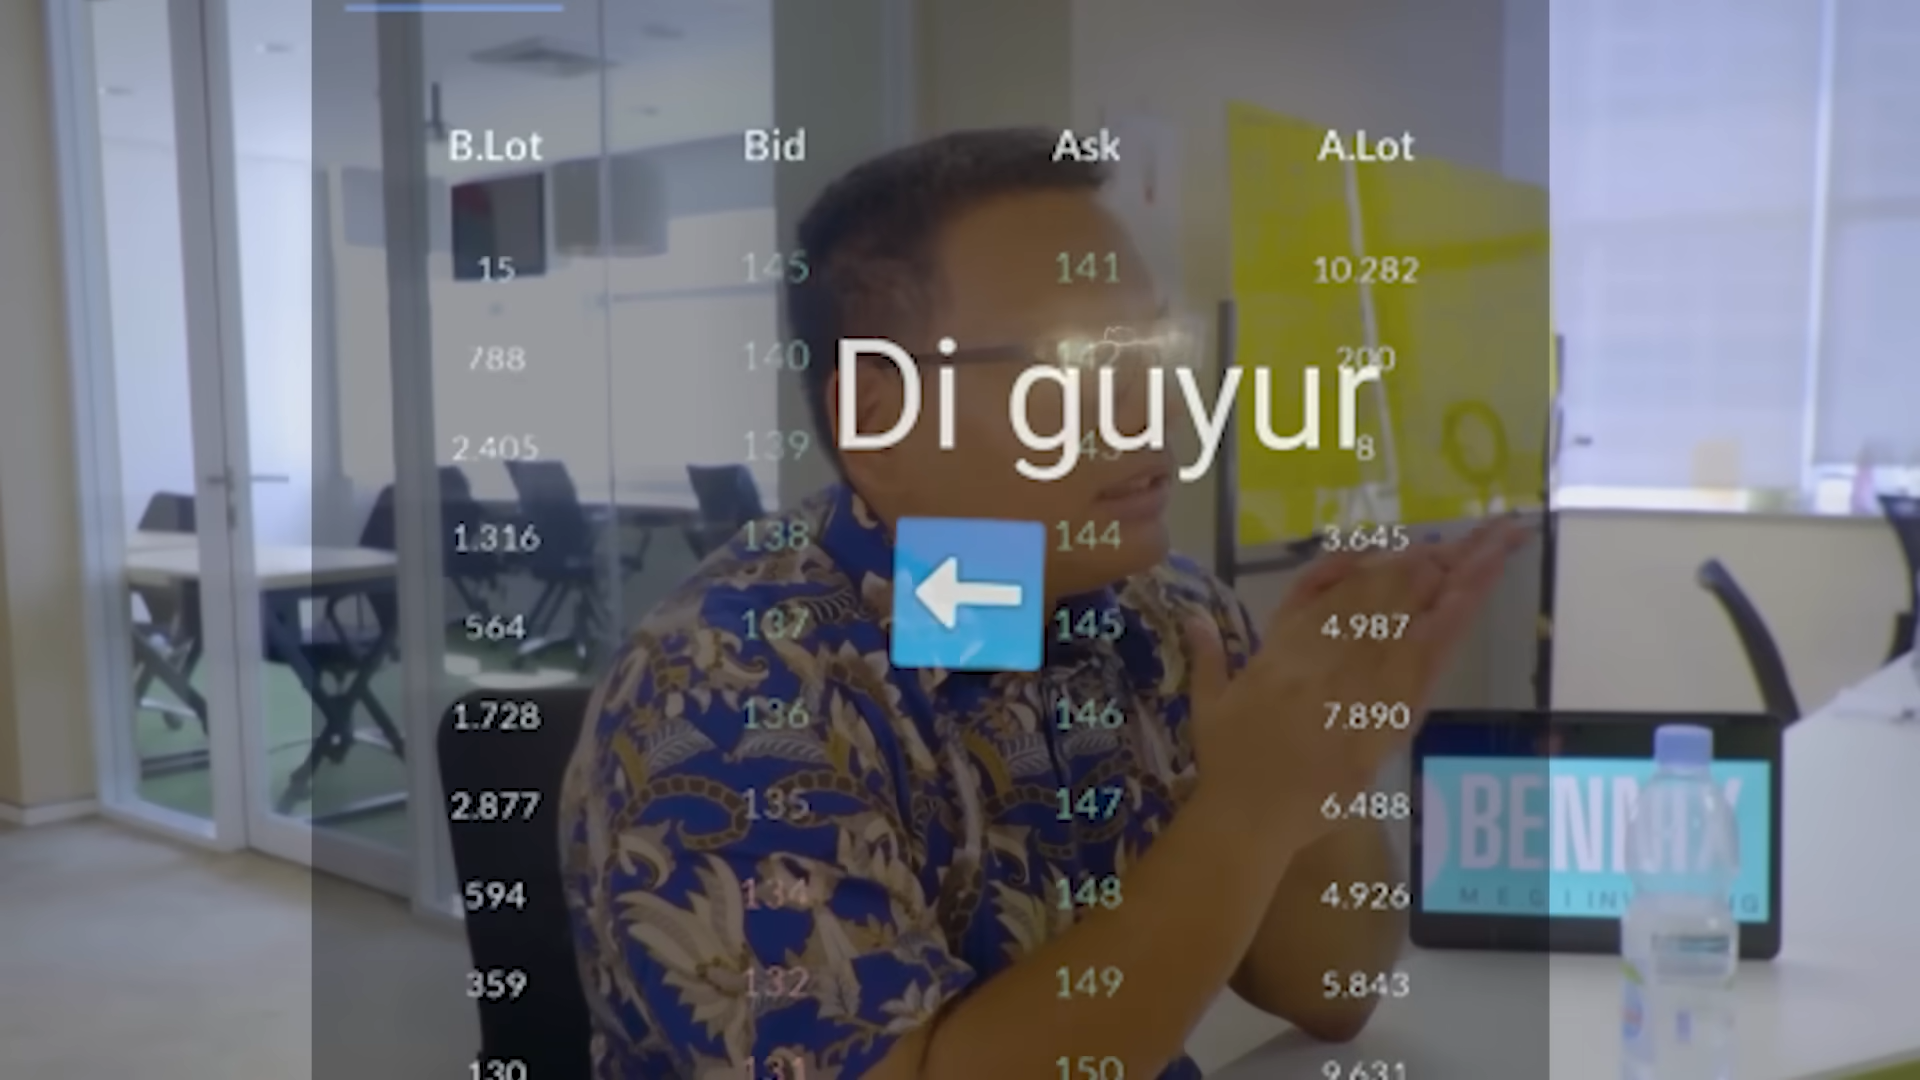 B.Lot Bid Ask A.Lot
15 145 141 10.282
788 140 142 200
Di guyur
2.405 139 8
1.316 138 144 3.645
564 137 145 4.987
1.728 136 146 7.890
2.877 135 147 6.488
594 134 148 4.926
359 132 149 5.843
130 131 150 9.631
BENNIX